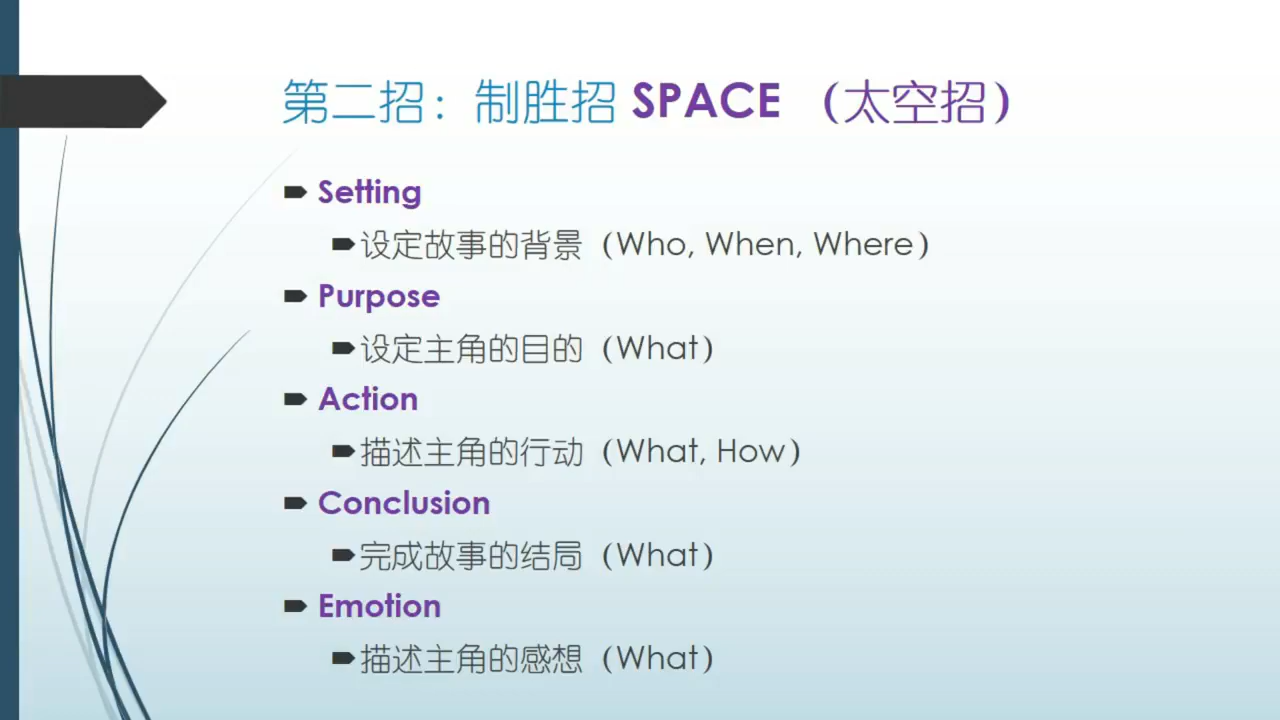 第二招：制胜招 SPACE （太空招）
Setting
设定故事的背景（Who, When, Where）
Purpose
设定主角的目的（What）
Action
描述主角的行动（What, How）
Conclusion
完成故事的结局（What）
Emotion
描述主角的感想（What）